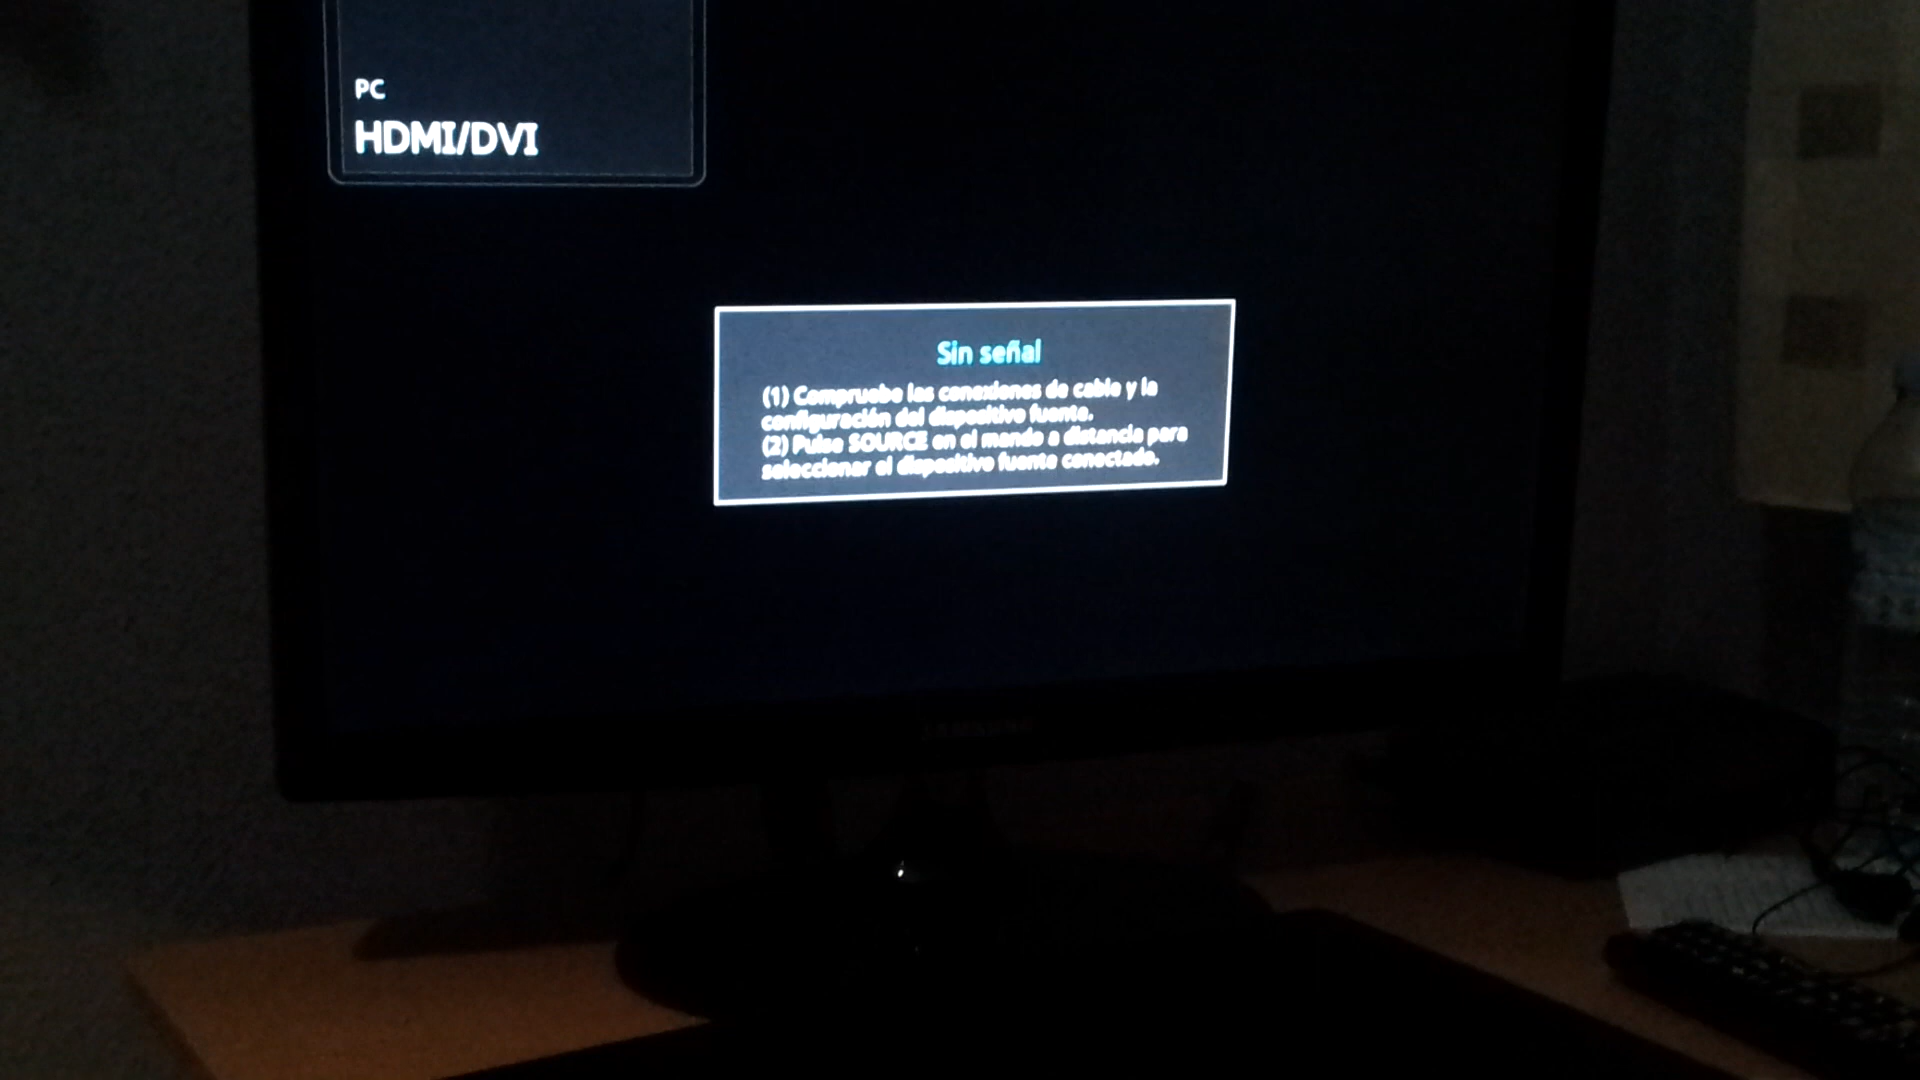 PC
HDMI/DVI
Sin señal
(1) Compruebe las conexiones de cable y la
configuración del dispositivo fuente.
(2) Pulse SOURCE en el mando a distancia para
seleccionar el dispositivo fuente conectado.
SAMSUNG